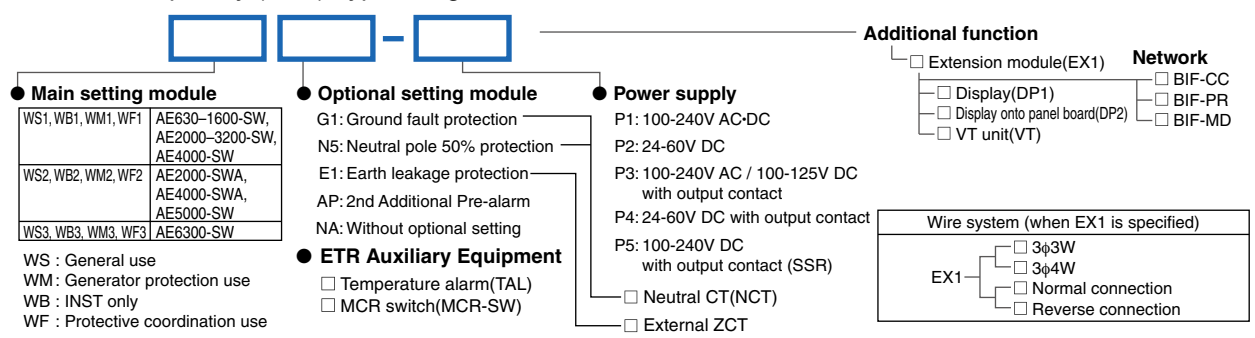 Additional function
□ Extension module(EX1)
□ Display(DP1)
□ Display onto panel board(DP2)
□ VT unit(VT)
Network
□ BIF-CC
□ BIF-PR
□ BIF-MD
● Main setting module
WS1, WB1, WM1, WF1 AE630–1600-SW,
AE2000–3200-SW,
AE4000-SW
WS2, WB2, WM2, WF2 AE2000-SWA,
AE4000-SWA,
AE5000-SW
WS3, WB3, WM3, WF3 AE6300-SW
WS : General use
WM : Generator protection use
WB : INST only
WF : Protective coordination use
● Optional setting module
G1: Ground fault protection
N5: Neutral pole 50% protection
E1: Earth leakage protection
AP: 2nd Additional Pre-alarm
NA: Without optional setting
● ETR Auxiliary Equipment
□ Temperature alarm(TAL)
□ MCR switch(MCR-SW)
● Power supply
P1: 100-240V AC•DC
P2: 24-60V DC
P3: 100-240V AC / 100-125V DC
with output contact
P4: 24-60V DC with output contact
P5: 100-240V DC
with output contact (SSR)
□ Neutral CT(NCT)
□ External ZCT
Wire system (when EX1 is specified)
EX1
□ 3ϕ3W
□ 3ϕ4W
□ Normal connection
□ Reverse connection